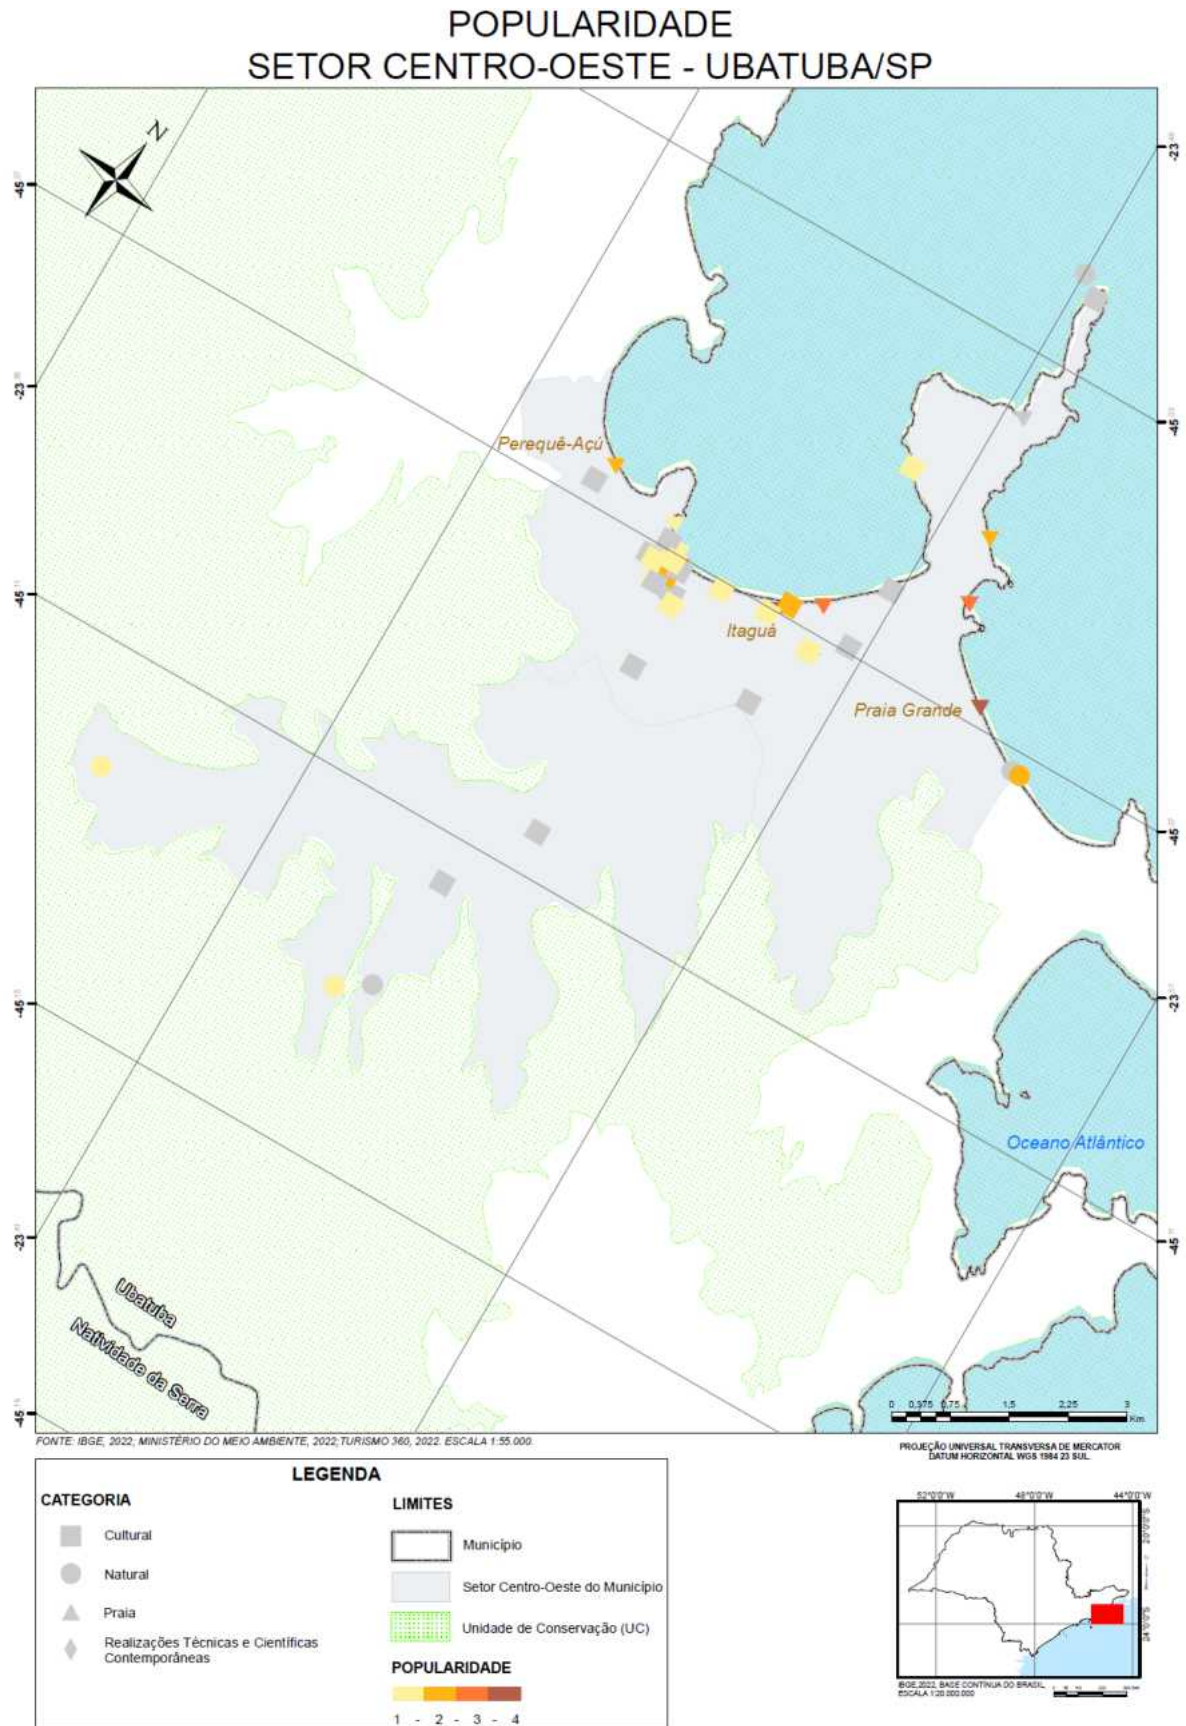 POPULARIDADE
SETOR CENTRO-OESTE - UBATUBA/SP
N
Perequê-Açú
Itaguá
Praia Grande
Oceano Atlântico
Ubatuba
Natividade da Serra
0 0,375 0,75 1,5 2,25 3
Km
FONTE: IBGE, 2022; MINISTÉRIO DO MEIO AMBIENTE, 2022; TURISMO 360, 2022. ESCALA 1:55.000.
PROJEÇÃO UNIVERSAL TRANSVERSA DE MERCATOR
DATUM HORIZONTAL WGS 1984 23 SUL
LEGENDA
CATEGORIA
Cultural
Natural
Praia
Realizações Técnicas e Científicas
Contemporâneas
LIMITES
Município
Setor Centro-Oeste do Município
Unidade de Conservação (UC)
POPULARIDADE
1 - 2 - 3 - 4
52°0'0"W 48°0'0"W 44°0'0"W
IBGE, 2022, BASE CONTÍNUA DO BRASIL,
ESCALA 1:20.000.000